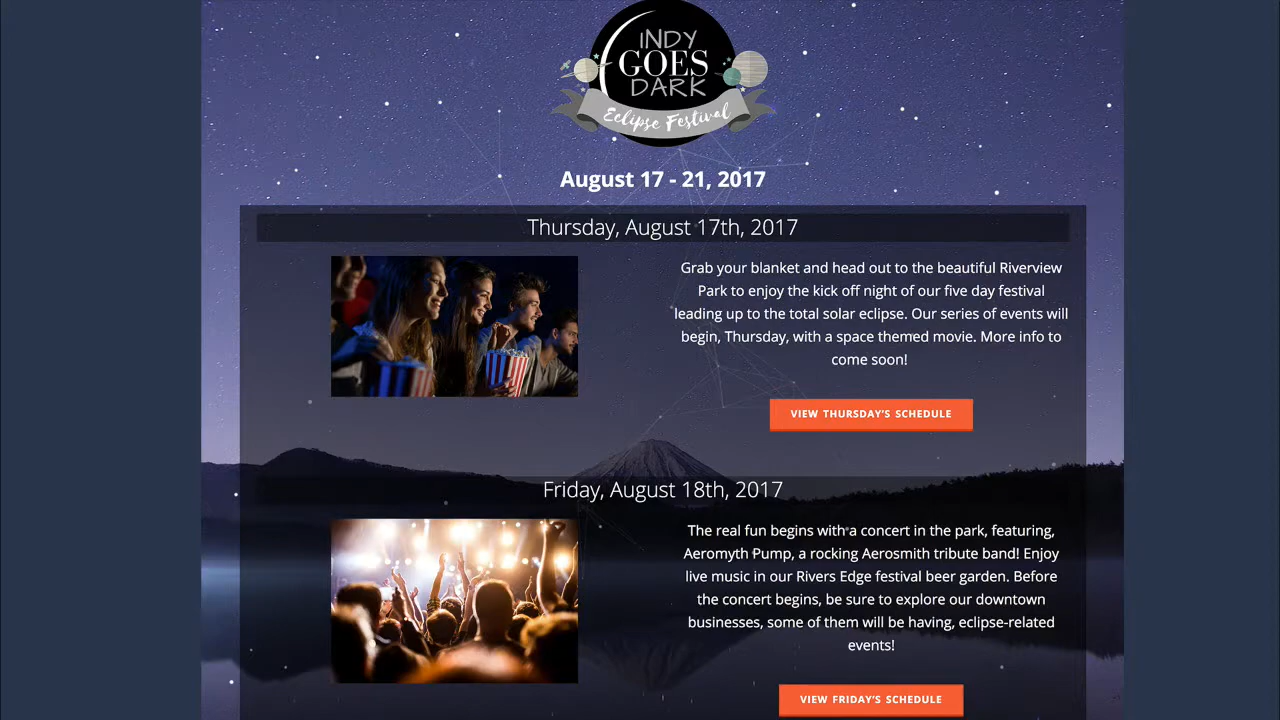 INDY
GOES
DARK
Eclipse Festival
August 17 - 21, 2017
Thursday, August 17th, 2017
Grab your blanket and head out to the beautiful Riverview
Park to enjoy the kick off night of our five day festival
leading up to the total solar eclipse. Our series of events will
begin, Thursday, with a space themed movie. More info to
come soon!
VIEW THURSDAY'S SCHEDULE
Friday, August 18th, 2017
The real fun begins with a concert in the park, featuring,
Aeromyth Pump, a rocking Aerosmith tribute band! Enjoy
live music in our Rivers Edge festival beer garden. Before
the concert begins, be sure to explore our downtown
businesses, some of them will be having, eclipse-related
events!
VIEW FRIDAY'S SCHEDULE